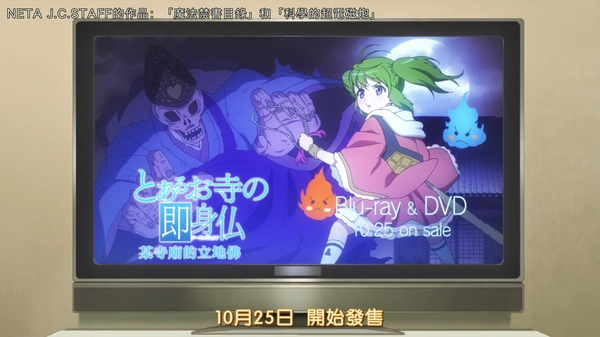 NETA J.C.STAFF的作品：「魔法禁書目錄」和「科學的超電磁炮」
とあるお寺の
即身仏
某寺廟的立地佛
Blu-ray & DVD
10.25 on sale
10月25日 開始發售